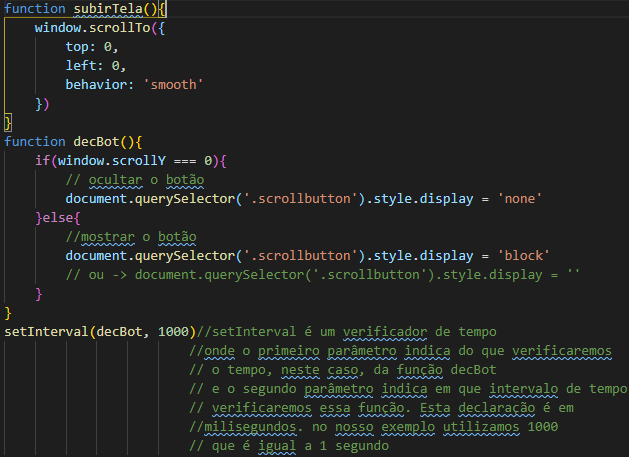 function subirTela(){
window.scrollTo({
top: 0,
left: 0,
behavior: 'smooth'
})
}
function decBot(){
if(window.scrollY === 0){
// ocultar o botão
document.querySelector('.scrollbutton').style.display = 'none'
}else{
//mostrar o botão
document.querySelector('.scrollbutton').style.display = 'block'
// ou -> document.querySelector('.scrollbutton').style.display = ''
}
}
setInterval(decBot, 1000)//setInterval é um verificador de tempo
//onde o primeiro parâmetro indica do que verificaremos
// o tempo, neste caso, da função decBot
// e o segundo parâmetro indica em que intervalo de tempo
// verificaremos essa função. Esta declaração é em
//milisegundos. no nosso exemplo utilizamos 1000
// que é igual a 1 segundo